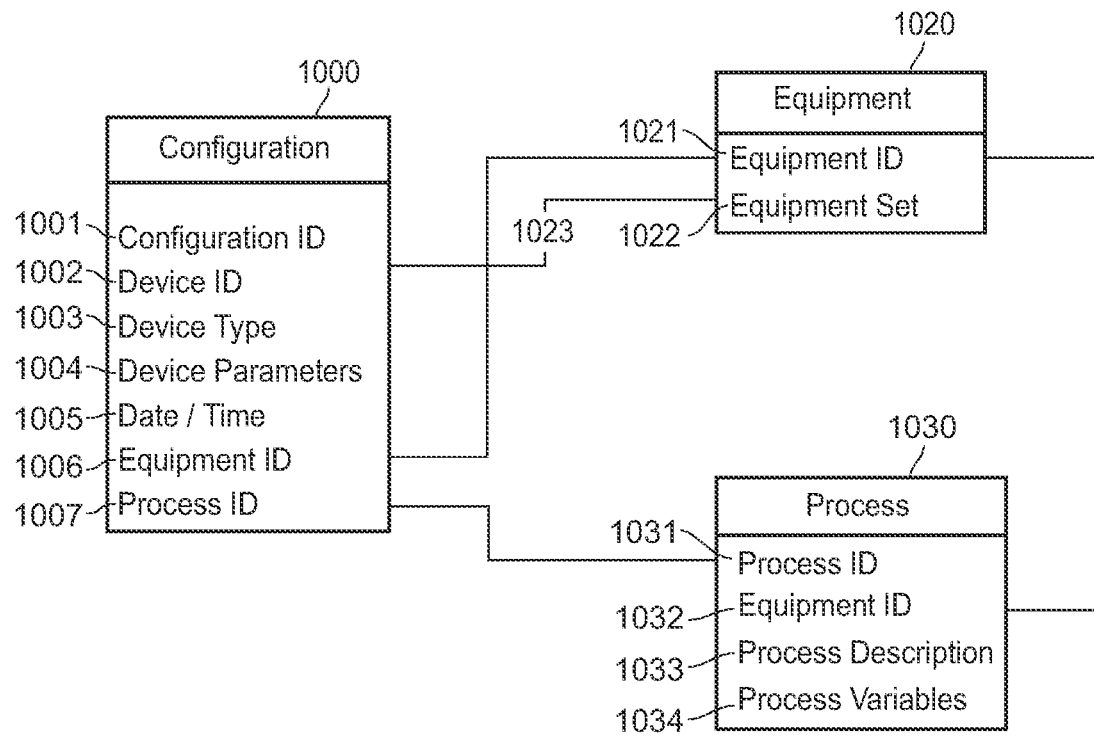 1000
Configuration
1001 Configuration ID
1002 Device ID
1003 Device Type
1004 Device Parameters
1005 Date / Time
1006 Equipment ID
1007 Process ID
1020
Equipment
1021 Equipment ID
1022 Equipment Set
1023
1030
Process
1031 Process ID
1032 Equipment ID
1033 Process Description
1034 Process Variables